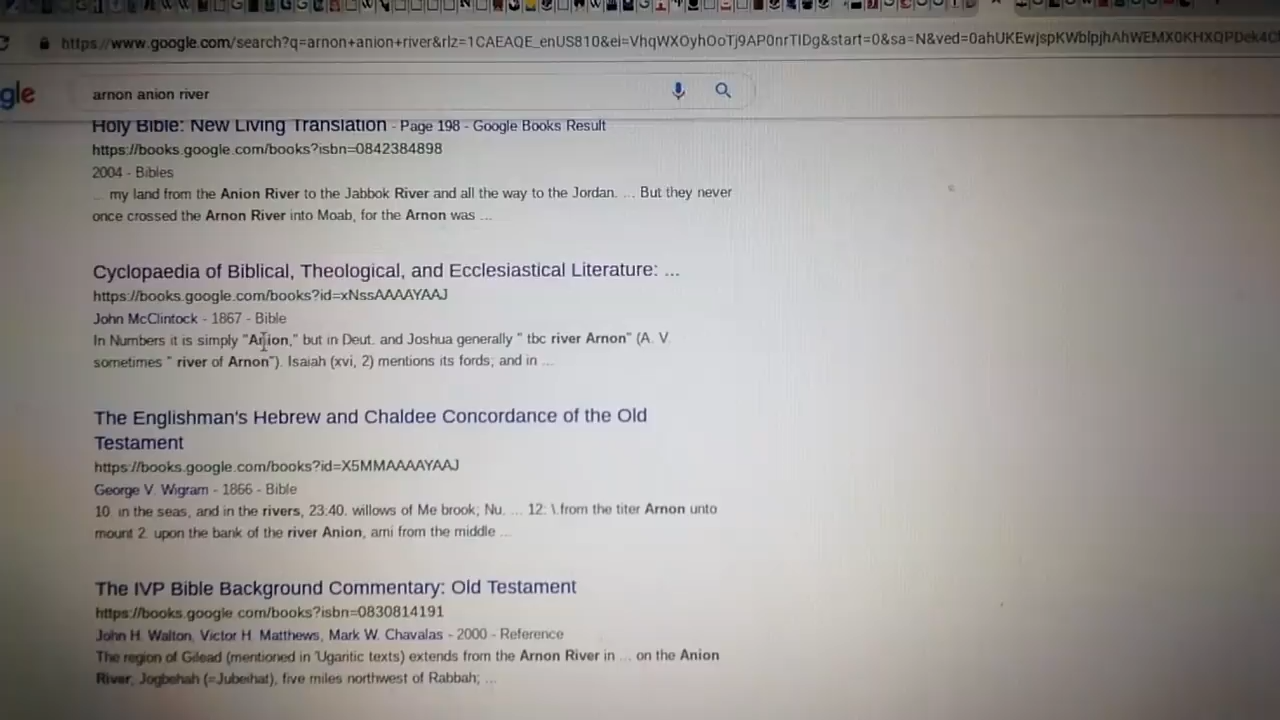 https://www.google.com/search?q=arnon+anion+river&rlz=1CAEAQE_enUS810&ei=VhqWXOyhOoTj9AP0nrTIDg&start=0&sa=N&ved=0ahUKEwjspKWblpjhAhWEMX0KHXQPDek4C
gle
arnon anion river
Holy Bible: New Living Translation - Page 198 - Google Books Result
https://books.google.com/books?isbn=0842384898
2004 - Bibles
... my land from the Anion River to the Jabbok River and all the way to the Jordan. ... But they never
once crossed the Arnon River into Moab, for the Arnon was ...
Cyclopaedia of Biblical, Theological, and Ecclesiastical Literature: ...
https://books.google.com/books?id=xNssAAAAYAAJ
John McClintock - 1867 - Bible
In Numbers it is simply "Anion," but in Deut. and Joshua generally " tbc river Arnon" (A. V.
sometimes " river of Arnon"). Isaiah (xvi, 2) mentions its fords; and in ...
The Englishman's Hebrew and Chaldee Concordance of the Old
Testament
https://books.google.com/books?id=X5MMAAAAYAAJ
George V. Wigram - 1866 - Bible
10. in the seas, and in the rivers, 23:40. willows of Me brook; Nu. ... 12: \.from the titer Arnon unto
mount 2. upon the bank of the river Anion, ami from the middle ...
The IVP Bible Background Commentary: Old Testament
https://books.google.com/books?isbn=0830814191
John H. Walton, Victor H. Matthews, Mark W. Chavalas - 2000 - Reference
The region of Gilead (mentioned in 'Ugaritic texts) extends from the Arnon River in ... on the Anion
River, Jogbehah (=Jubeihat), five miles northwest of Rabbah; ...